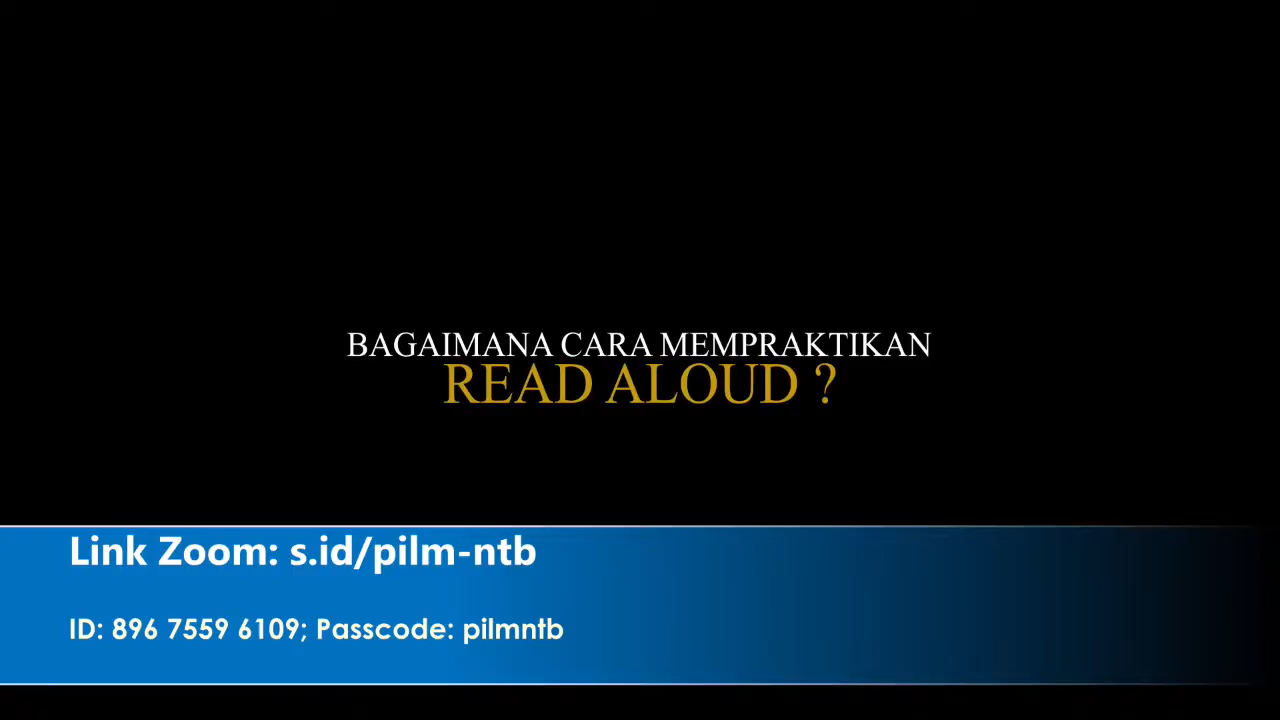 BAGAIMANA CARA MEMPRAKTIKAN
READ ALOUD ?
Link Zoom: s.id/pilm-ntb
ID: 896 7559 6109; Passcode: pilmntb